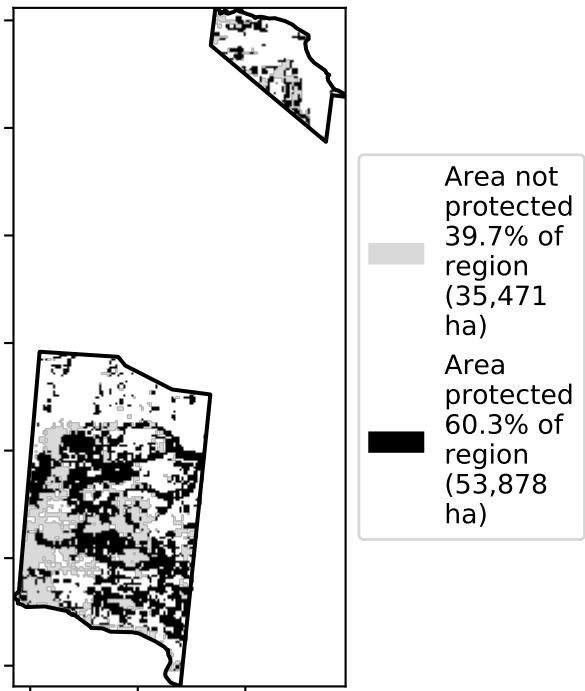 Area not
protected
39.7% of
region
(35,471
ha)
Area
protected
60.3% of
region
(53,878
ha)